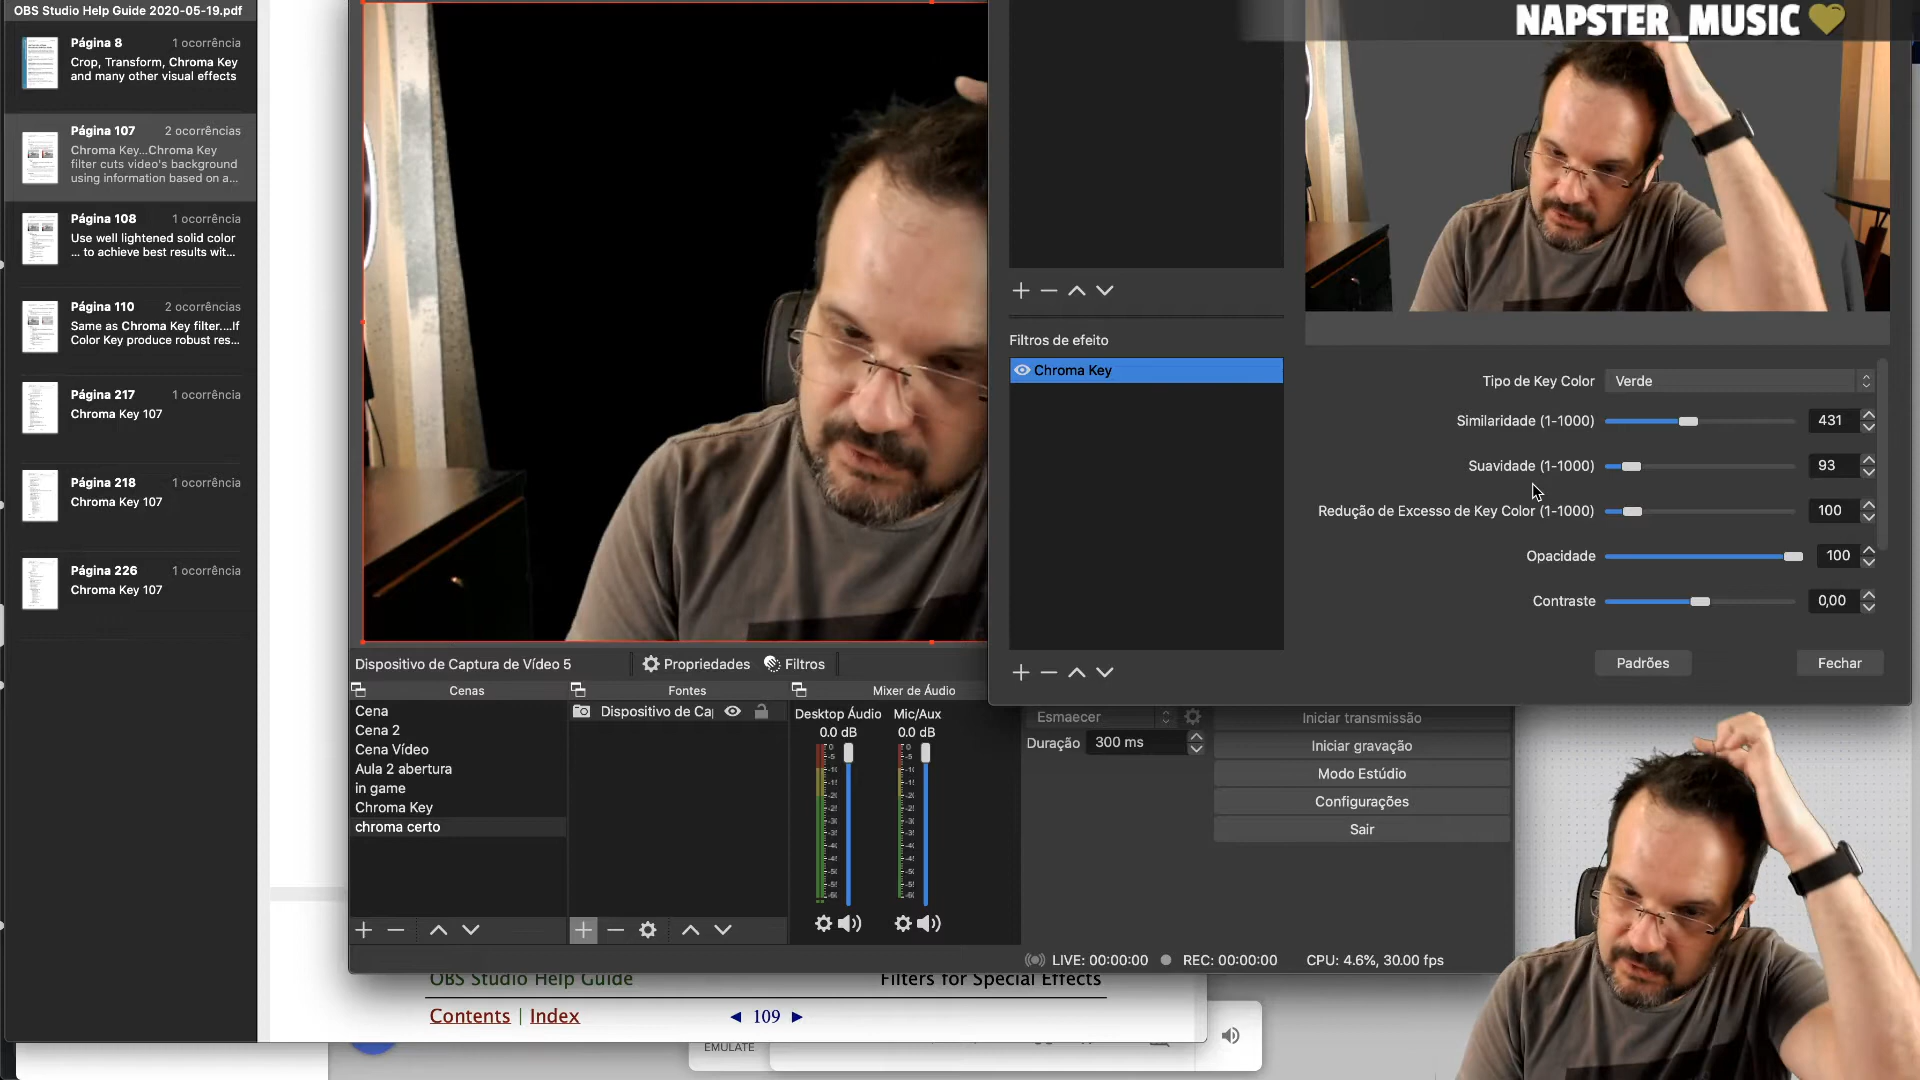 OBS Studio Help Guide 2020-05-19.pdf
Página 8 1 ocorrência
Crop, Transform, Chroma Key
and many other visual effects
Página 107 2 ocorrências
Chroma Key...Chroma Key
filter cuts video's background
using information based on a...
Página 108 1 ocorrência
Use well lightened solid color
... to achieve best results wit...
Página 110 2 ocorrências
Same as Chroma Key filter....If
Color Key produce robust res...
Página 217 1 ocorrência
Chroma Key 107
Página 218 1 ocorrência
Chroma Key 107
Página 226 1 ocorrência
Chroma Key 107
NAPSTER_MUSIC
Filtros de efeito
Chroma Key
Tipo de Key Color Verde
Similaridade (1-1000) 431
Suavidade (1-1000) 93
Redução de Excesso de Key Color (1-1000) 100
Opacidade 100
Contraste 0,00
Padrões Fechar
Dispositivo de Captura de Vídeo 5 Propriedades Filtros
Cenas Fontes Mixer de Áudio
Cena
Cena 2
Cena Vídeo
Aula 2 abertura
in game
Chroma Key
chroma certo
Dispositivo de Ca
Desktop Áudio Mic/Aux
0.0 dB 0.0 dB
Esmaecer
Duração 300 ms
Iniciar transmissão
Iniciar gravação
Modo Estúdio
Configurações
Sair
LIVE: 00:00:00 REC: 00:00:00 CPU: 4.6%, 30.00 fps
OBS Studio Help Guide Filters for Special Effects
Contents | Index ◄ 109 ►
EMULATE